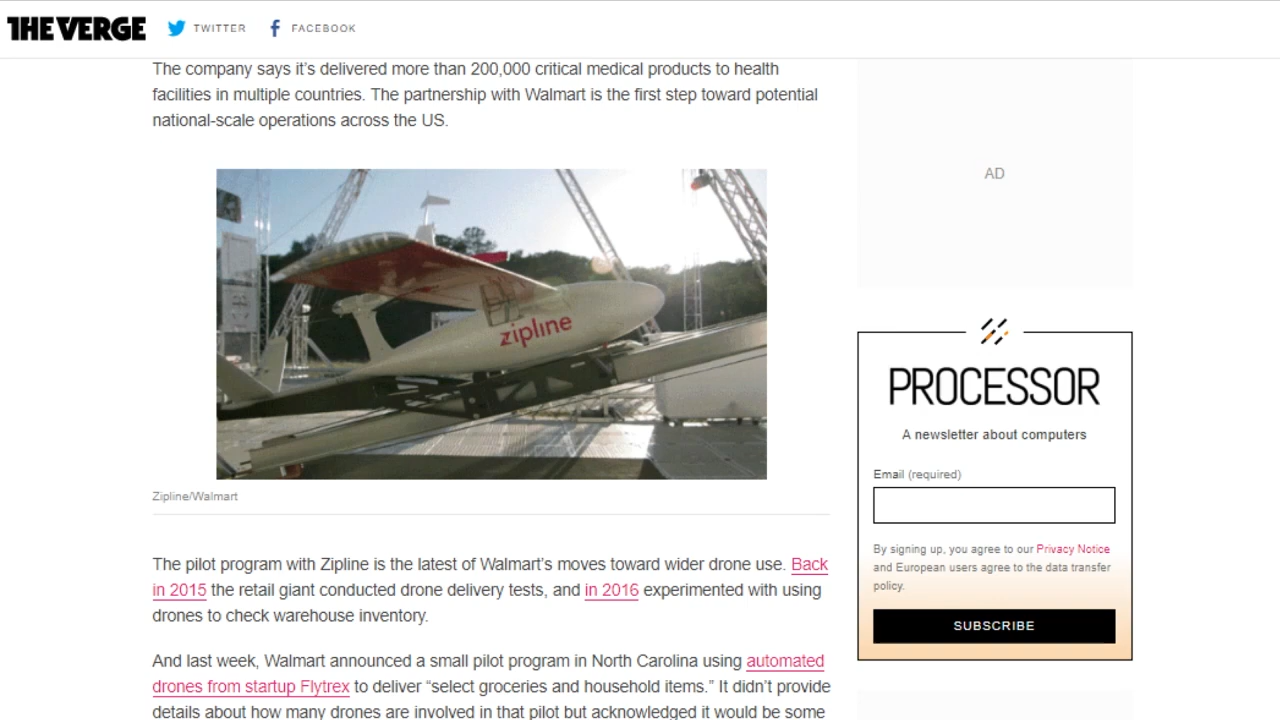 THE VERGE
TWITTER
FACEBOOK
The company says it’s delivered more than 200,000 critical medical products to health
facilities in multiple countries. The partnership with Walmart is the first step toward potential
national-scale operations across the US.
zipline
Zipline/Walmart
The pilot program with Zipline is the latest of Walmart’s moves toward wider drone use. Back
in 2015 the retail giant conducted drone delivery tests, and in 2016 experimented with using
drones to check warehouse inventory.
And last week, Walmart announced a small pilot program in North Carolina using automated
drones from startup Flytrex to deliver “select groceries and household items.” It didn’t provide
details about how many drones are involved in that pilot but acknowledged it would be some
AD
PROCESSOR
A newsletter about computers
Email (required)
By signing up, you agree to our Privacy Notice
and European users agree to the data transfer
policy.
SUBSCRIBE